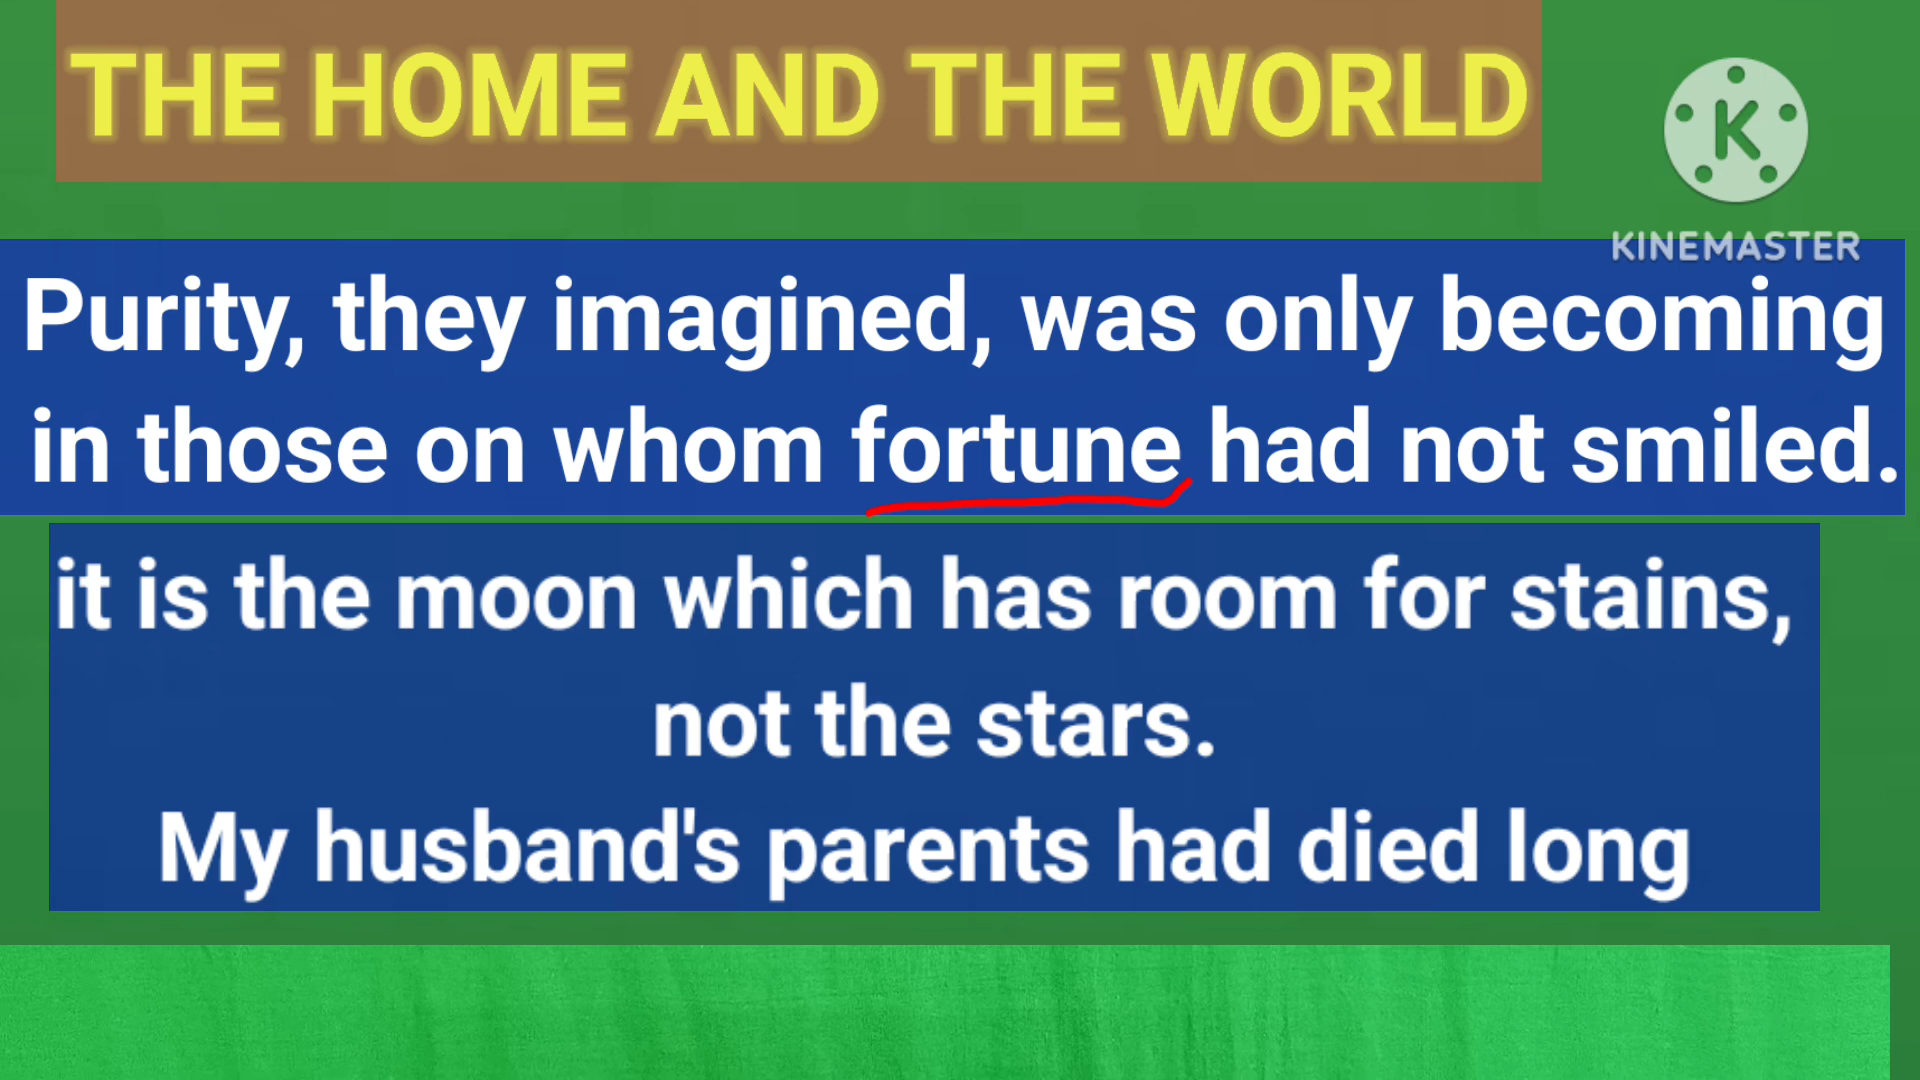 THE HOME AND THE WORLD
K
KINEMASTER
Purity, they imagined, was only becoming
in those on whom fortune had not smiled.
it is the moon which has room for stains,
not the stars.
My husband's parents had died long